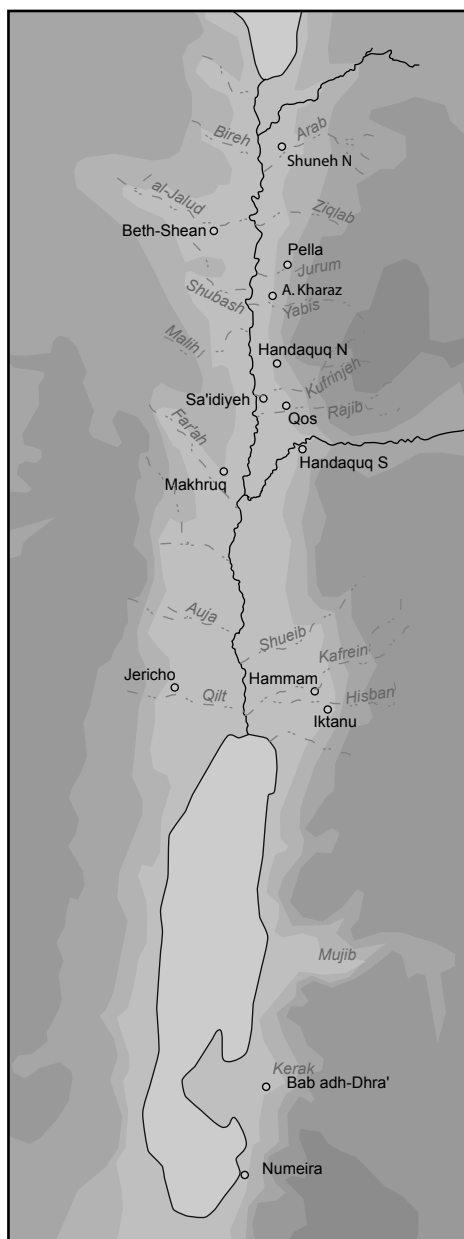 Bireh
Arab
Shuneh N
al-Jalud
Ziqlab
Beth-Shean
Pella
Jurum
Shubash
A. Kharaz
Yabis
Malih
Handaquq N
Kufrinjeh
Sa'idiyeh
Qos
Rajib
Far'ah
Handaquq S
Makhruq
Auja
Shueib
Kafrein
Jericho
Hammam
Qilt
Hisban
Iktanu
Mujib
Kerak
Bab adh-Dhra'
Numeira